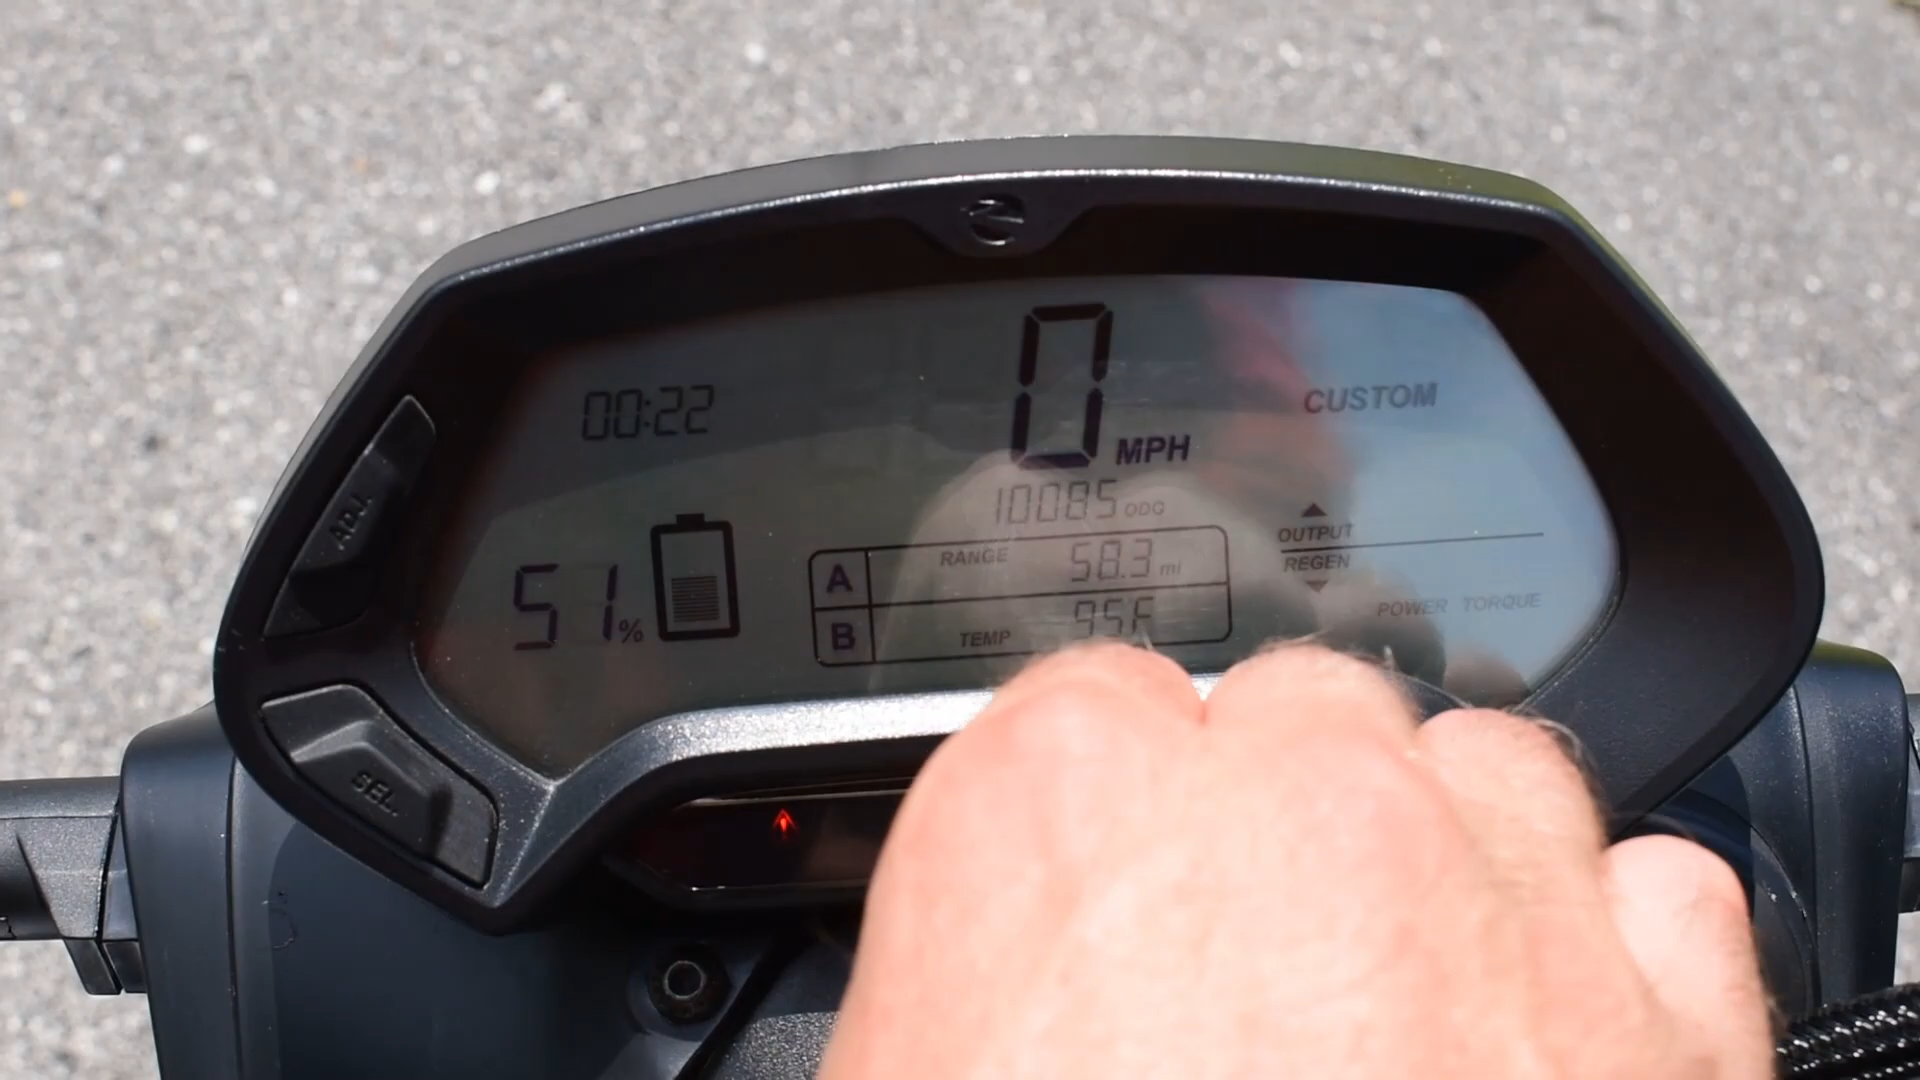 0 MPH
00:22
CUSTOM
10085 ODO
51%
A RANGE 58.3 mi
B TEMP 95F
OUTPUT
REGEN
POWER TORQUE
ADJ.
SEL.